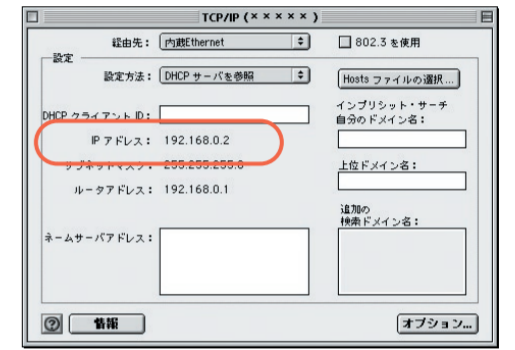 TCP/IP (×××××)
経由先： 内蔵Ethernet
802.3 を使用
設定
設定方法： DHCP サーバを参照
Hosts ファイルの選択...
DHCP クライアント ID：
インプリシット・サーチ
自分のドメイン名：
IP アドレス： 192.168.0.2
サブネットマスク： 255.255.255.0
上位ドメイン名：
ルータアドレス： 192.168.0.1
追加の
検索ドメイン名：
ネームサーバアドレス：
? 情報
オプション...